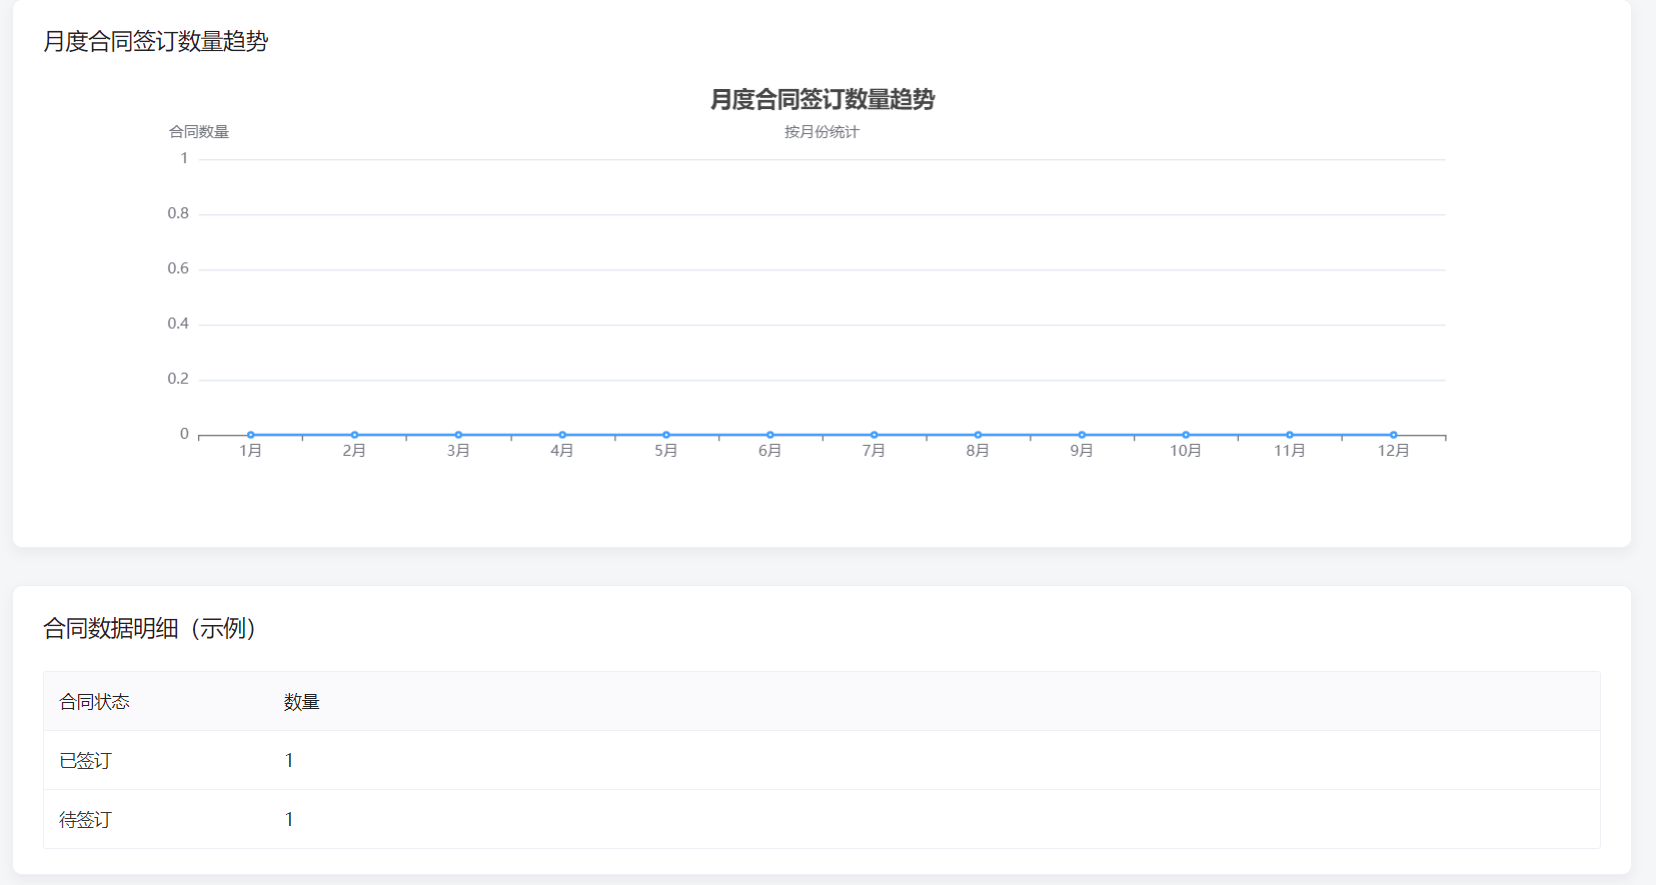 月度合同签订数量趋势
月度合同签订数量趋势
按月份统计
合同数量
1
0.8
0.6
0.4
0.2
0
1月 2月 3月 4月 5月 6月 7月 8月 9月 10月 11月 12月
合同数据明细（示例）
合同状态 数量
已签订 1
待签订 1